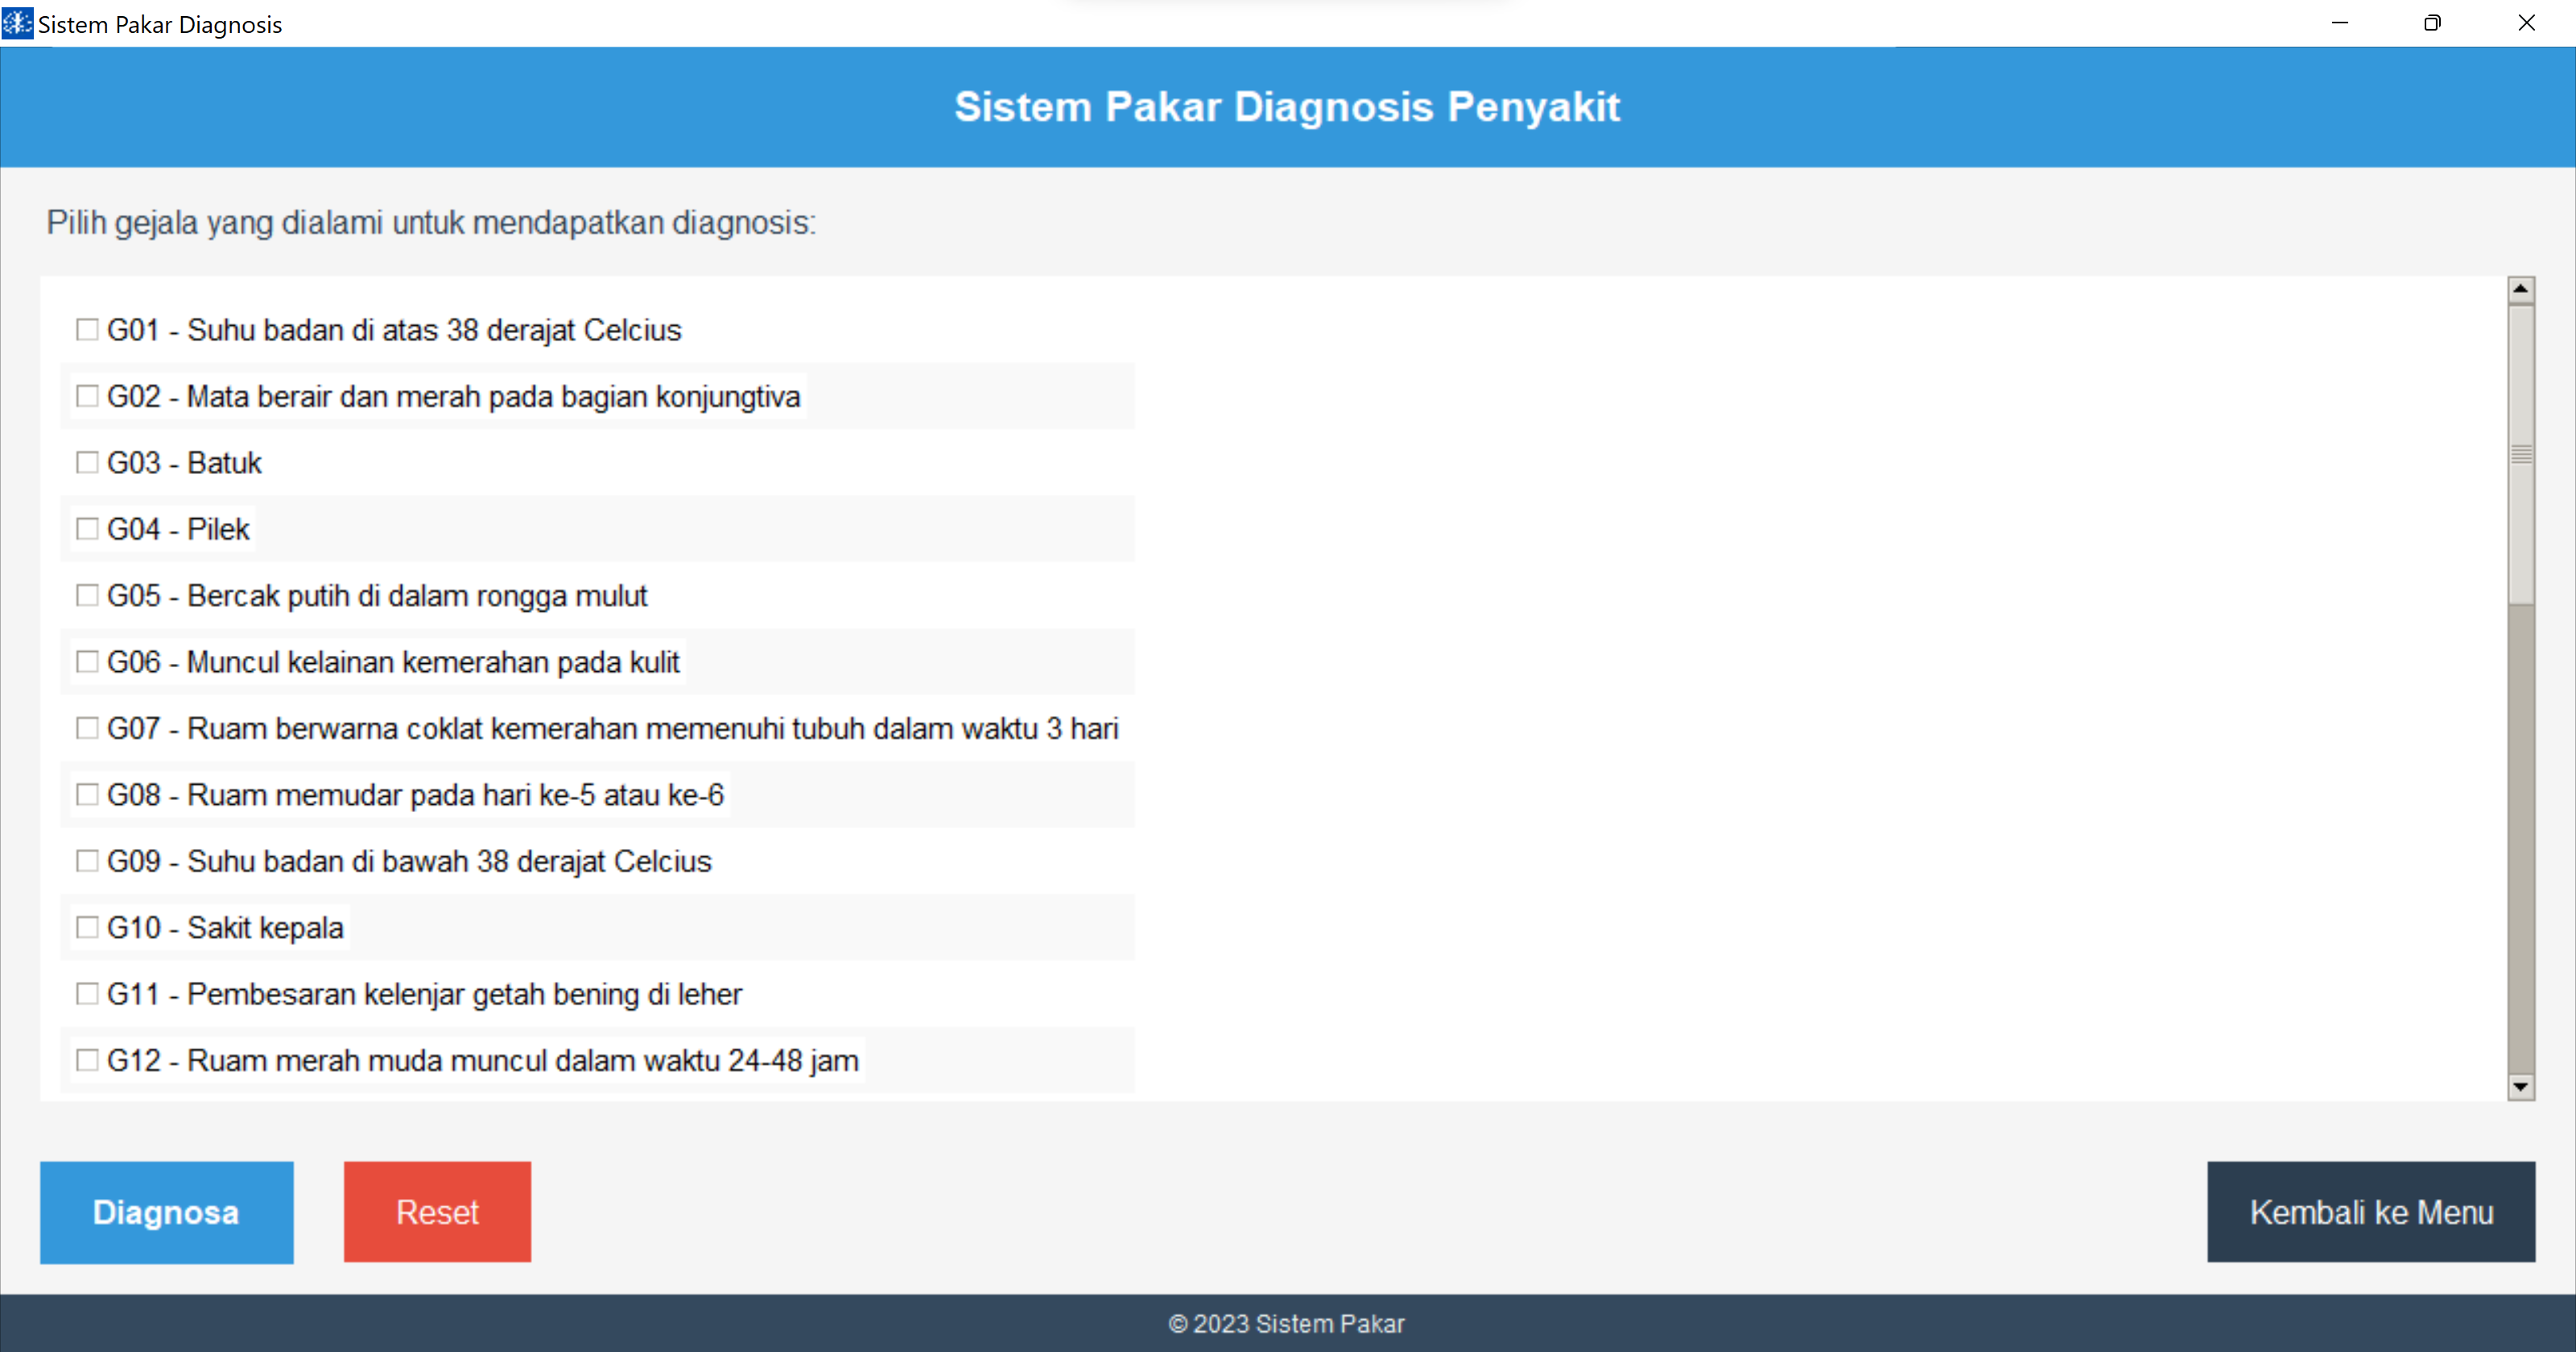 Sistem Pakar Diagnosis
Sistem Pakar Diagnosis Penyakit
Pilih gejala yang dialami untuk mendapatkan diagnosis:
G01 - Suhu badan di atas 38 derajat Celcius
G02 - Mata berair dan merah pada bagian konjungtiva
G03 - Batuk
G04 - Pilek
G05 - Bercak putih di dalam rongga mulut
G06 - Muncul kelainan kemerahan pada kulit
G07 - Ruam berwarna coklat kemerahan memenuhi tubuh dalam waktu 3 hari
G08 - Ruam memudar pada hari ke-5 atau ke-6
G09 - Suhu badan di bawah 38 derajat Celcius
G10 - Sakit kepala
G11 - Pembesaran kelenjar getah bening di leher
G12 - Ruam merah muda muncul dalam waktu 24-48 jam
Diagnosa
Reset
Kembali ke Menu
© 2023 Sistem Pakar